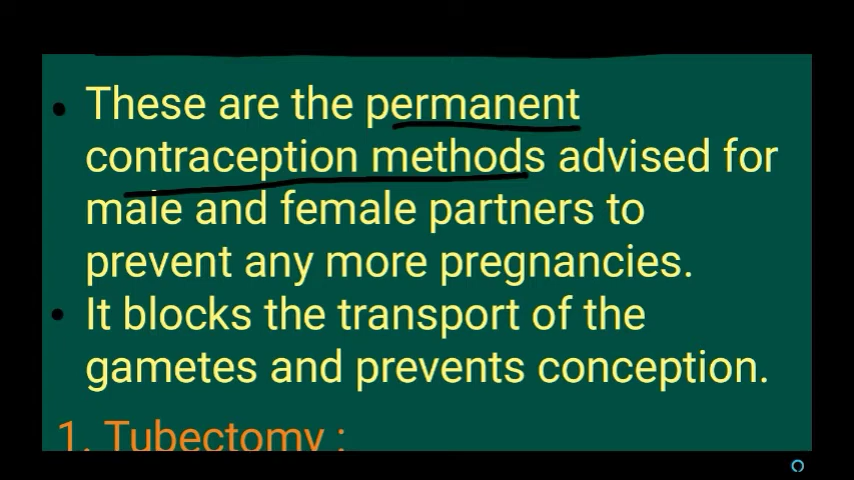 • These are the permanent
contraception methods advised for
male and female partners to
prevent any more pregnancies.
• It blocks the transport of the
gametes and prevents conception.
1. Tubectomy :